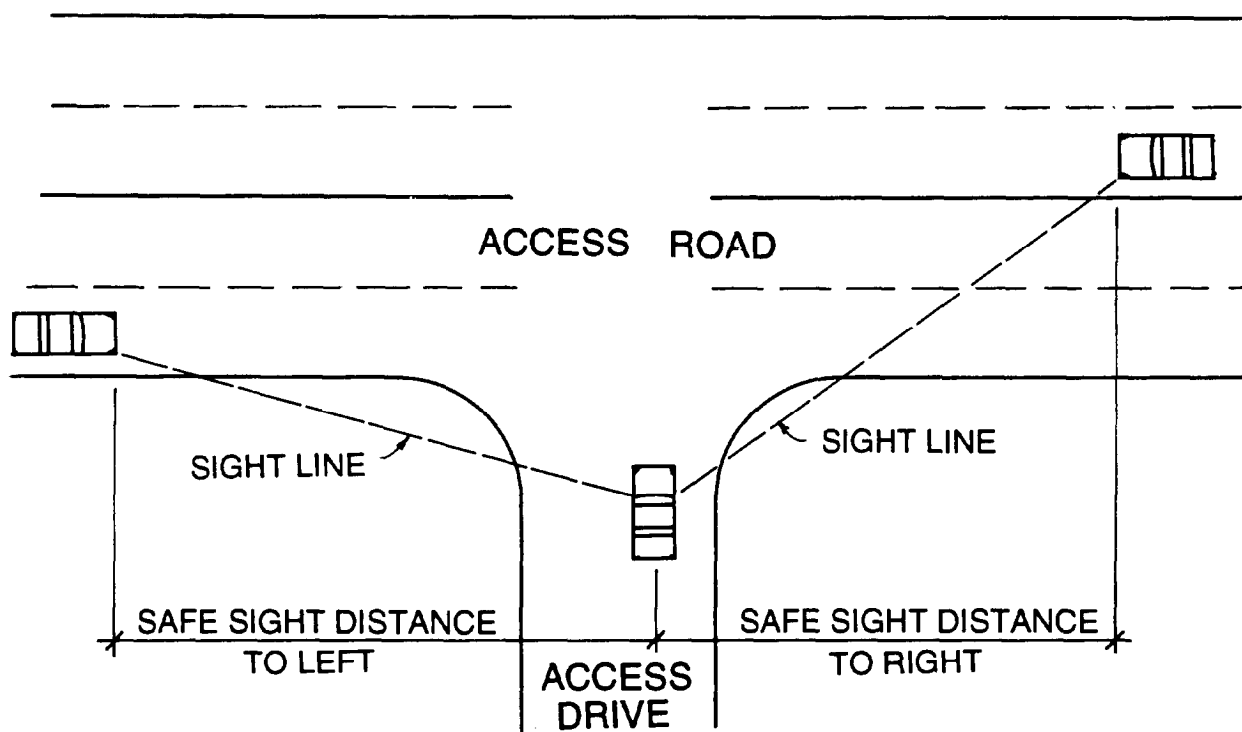 ACCESS ROAD
SIGHT LINE
SIGHT LINE
SAFE SIGHT DISTANCE
TO LEFT
SAFE SIGHT DISTANCE
TO RIGHT
ACCESS
DRIVE